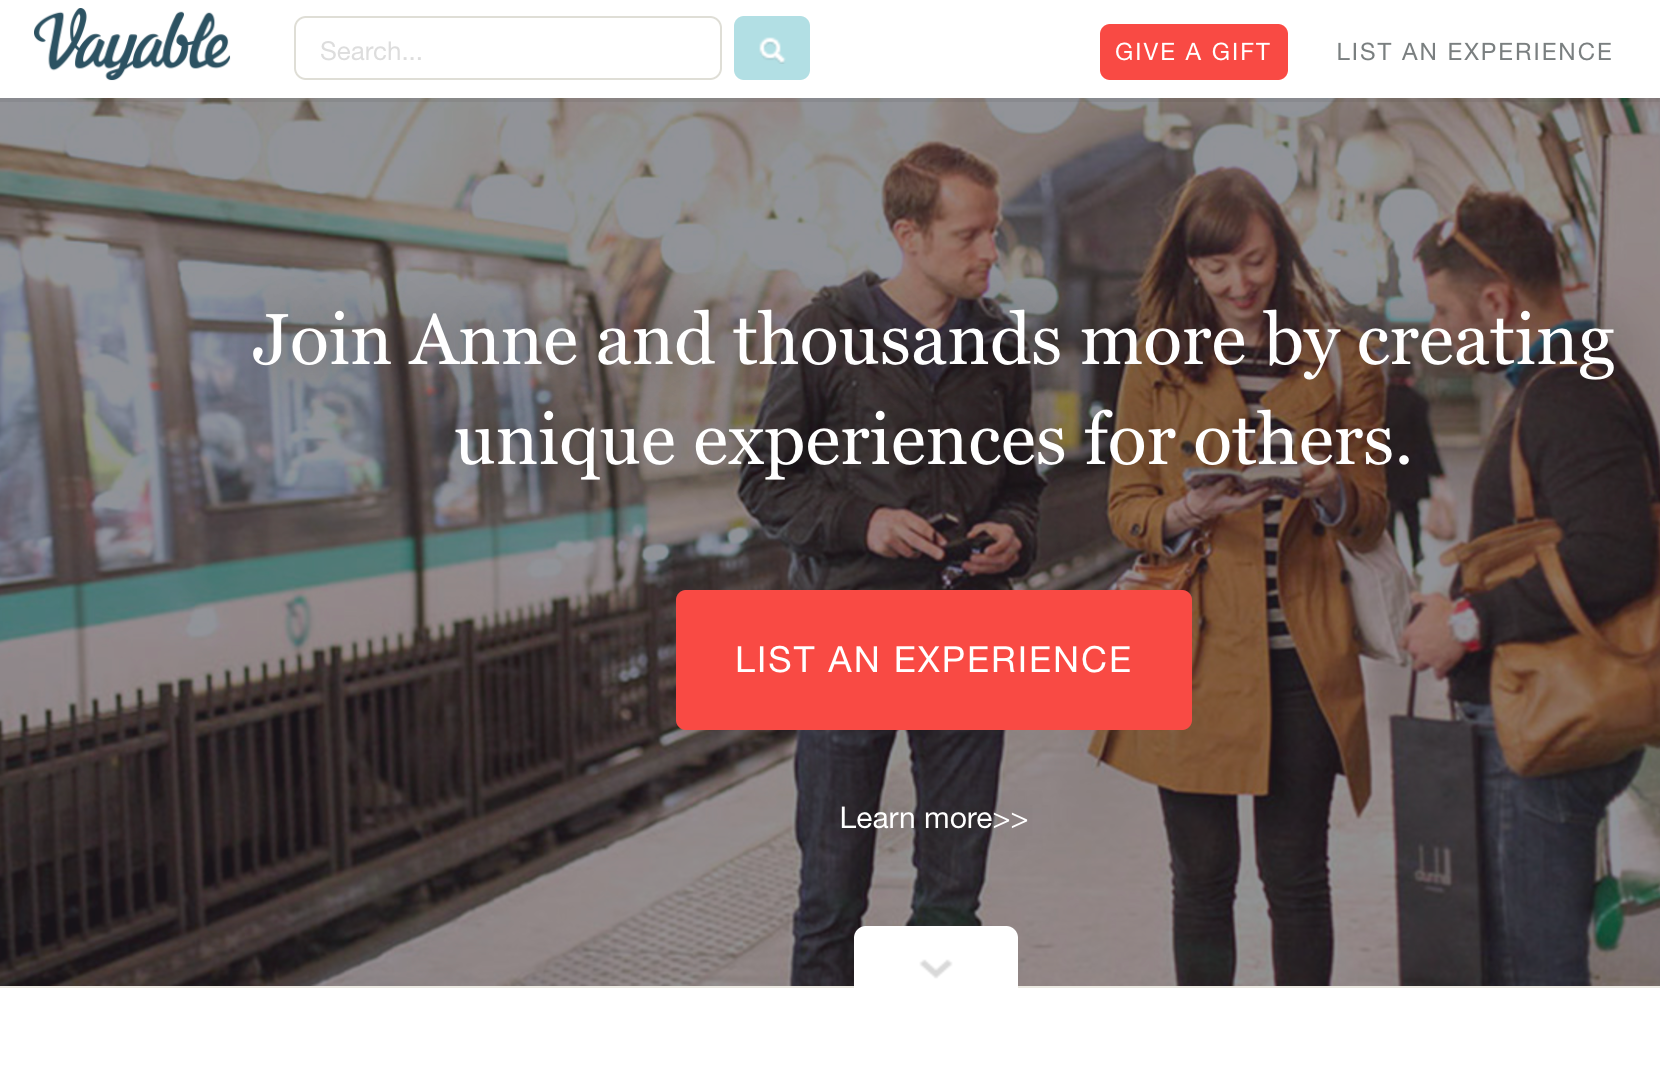 Vayable
Search...
GIVE A GIFT
LIST AN EXPERIENCE
Join Anne and thousands more by creating
unique experiences for others.
LIST AN EXPERIENCE
Learn more>>
dunhill